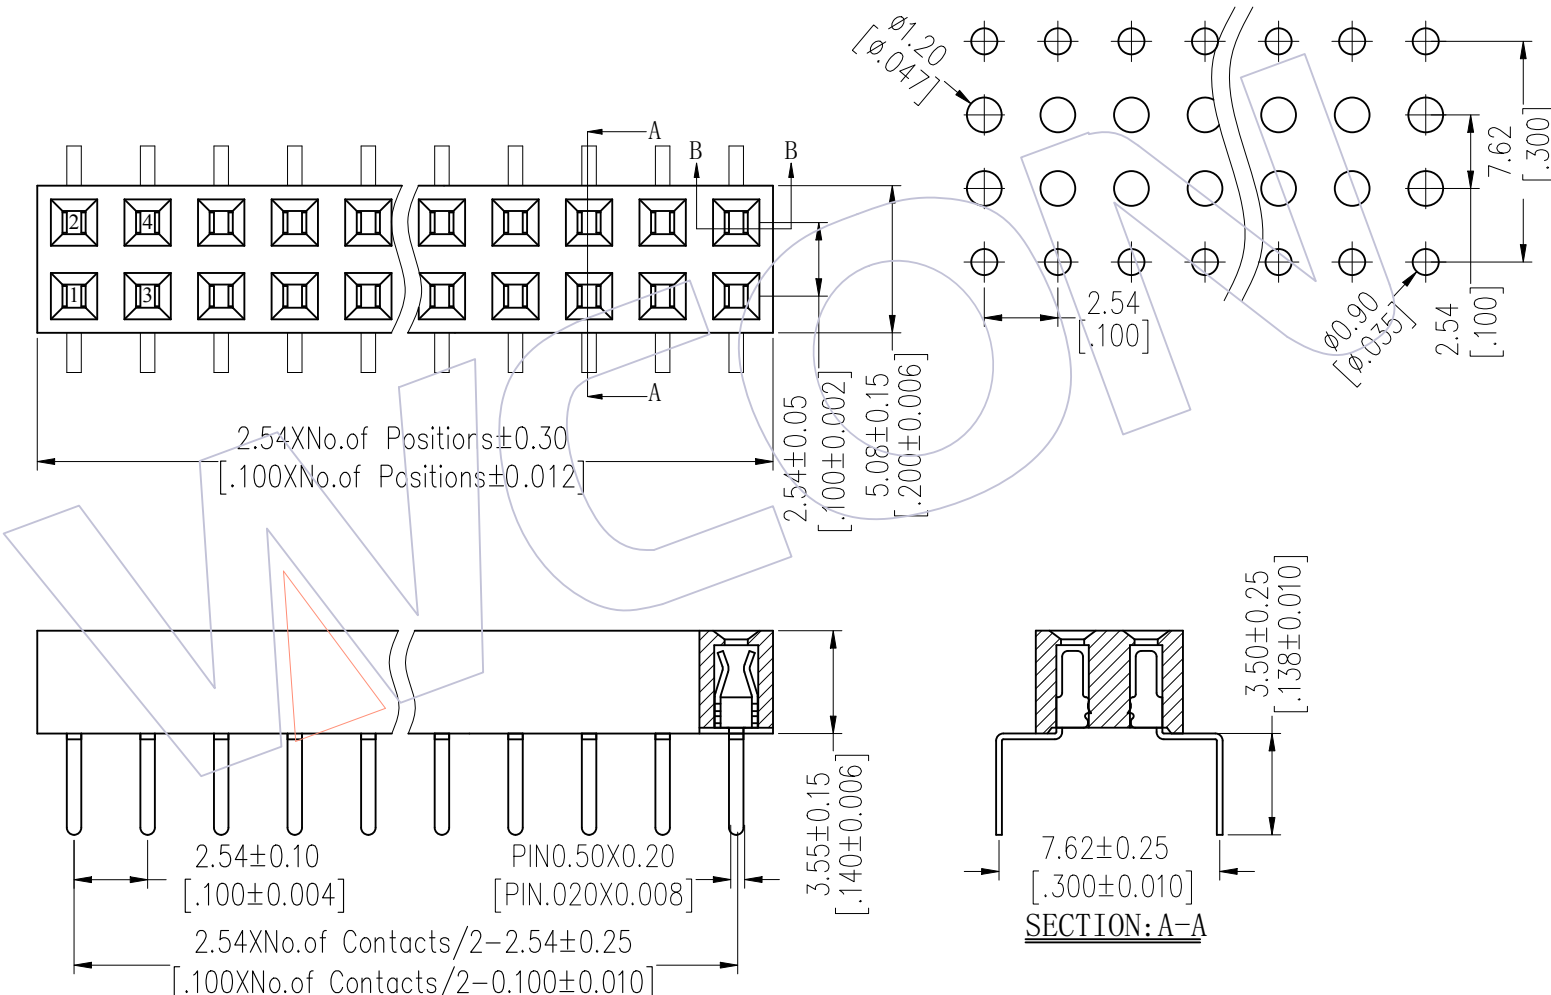 ø1.20
[ø.047]
A
B
B
2
4
1
3
A
7.62
[.300]
2.54
[.100]
ø0.90
[ø.035]
2.54
[.100]
2.54XNo.of Positions±0.30
[.100XNo.of Positions±0.012]
2.54±0.05
[.100±0.002]
5.08±0.15
[.200±0.006]
WCON
3.50±0.25
[.138±0.010]
3.55±0.15
[.140±0.006]
2.54±0.10
[.100±0.004]
PIN0.50X0.20
[PIN.020X0.008]
7.62±0.25
[.300±0.010]
SECTION:A-A
2.54XNo.of Contacts/2-2.54±0.25
[.100XNo.of Contacts/2-0.100±0.010]